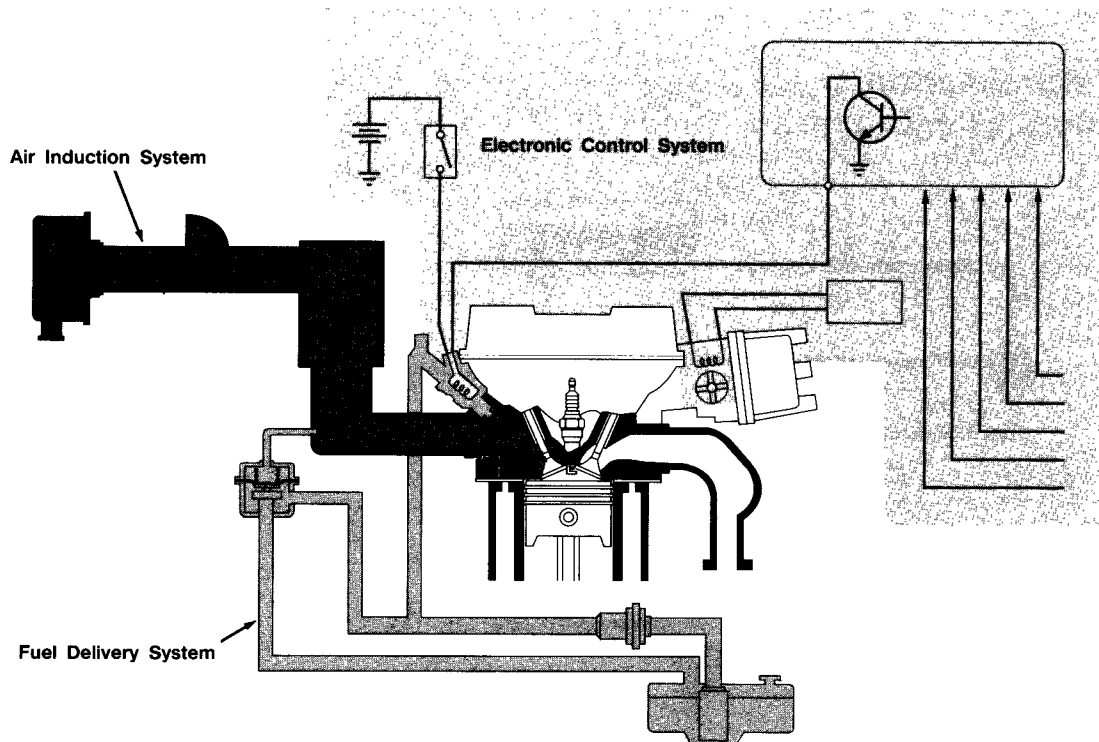 Electronic Control System
Air Induction System
Fuel Delivery System